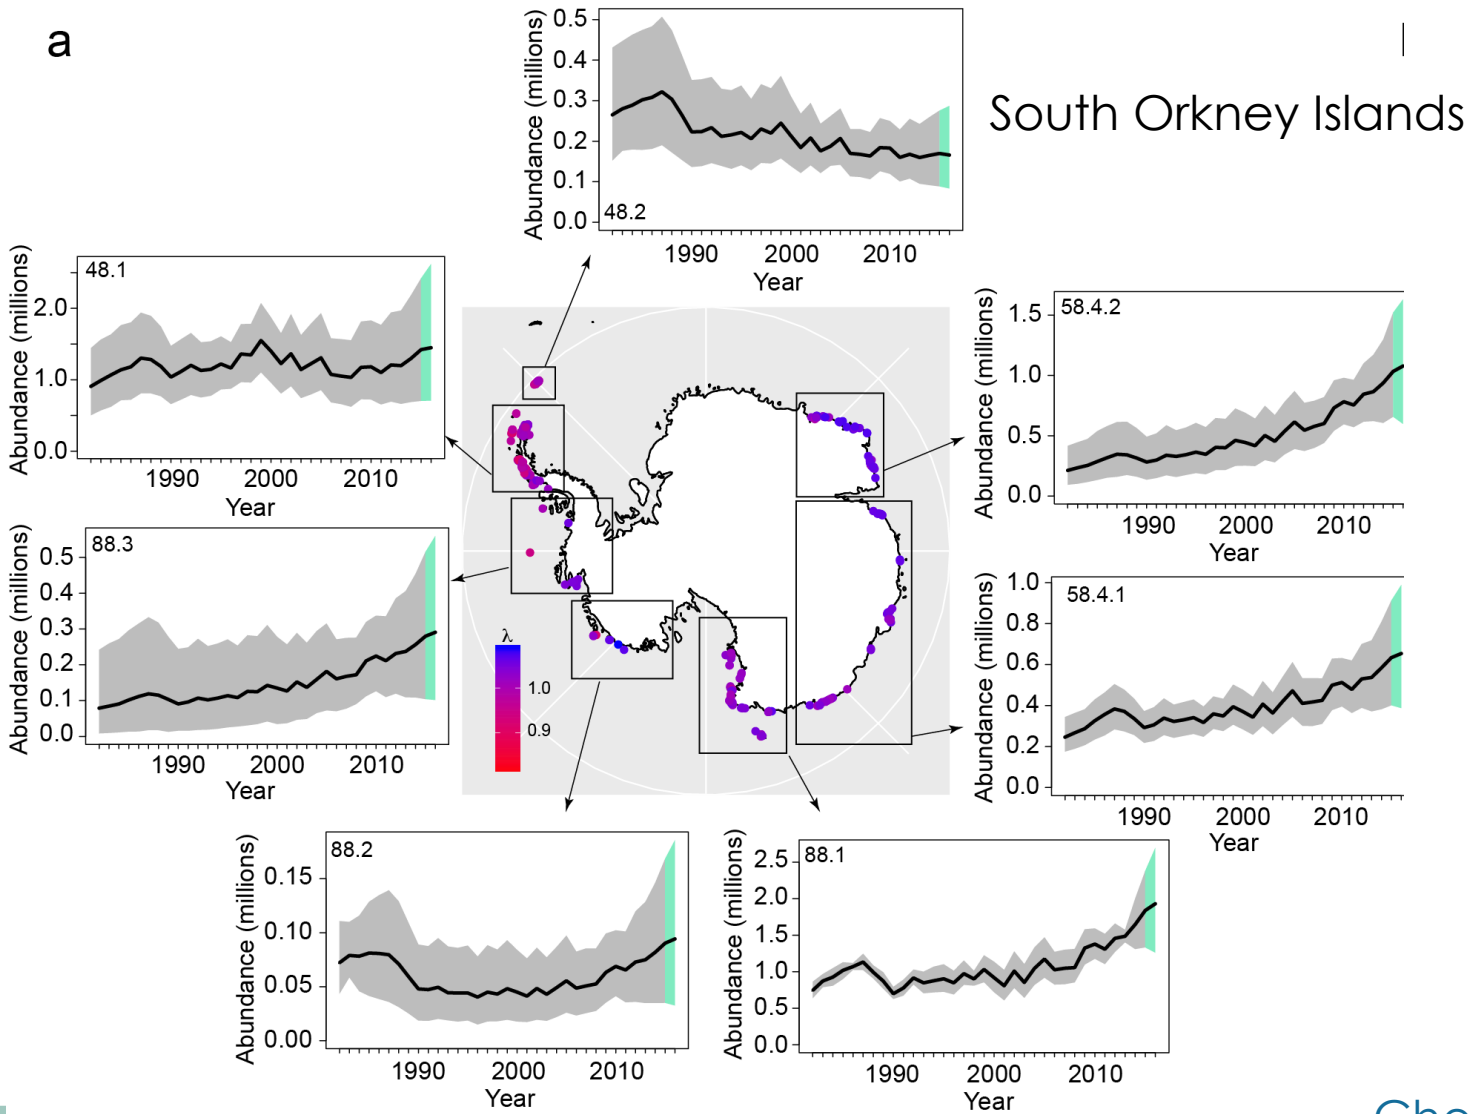 a
South Orkney Islands
Abundance (millions)
0.5
0.4
0.3
0.2
0.1
0.0
48.2
1990 2000 2010
Year
Abundance (millions)
48.1
2.0
1.0
0.0
1990 2000 2010
Year
Abundance (millions)
58.4.2
1.5
1.0
0.5
0.0
1990 2000 2010
Year
Abundance (millions)
88.3
0.5
0.4
0.3
0.2
0.1
0.0
1990 2000 2010
Year
Abundance (millions)
58.4.1
1.0
0.8
0.6
0.4
0.2
0.0
1990 2000 2010
Year
λ
1.0
0.9
Abundance (millions)
88.2
0.15
0.10
0.05
0.00
1990 2000 2010
Year
Abundance (millions)
88.1
2.5
2.0
1.5
1.0
0.5
0.0
1990 2000 2010
Year